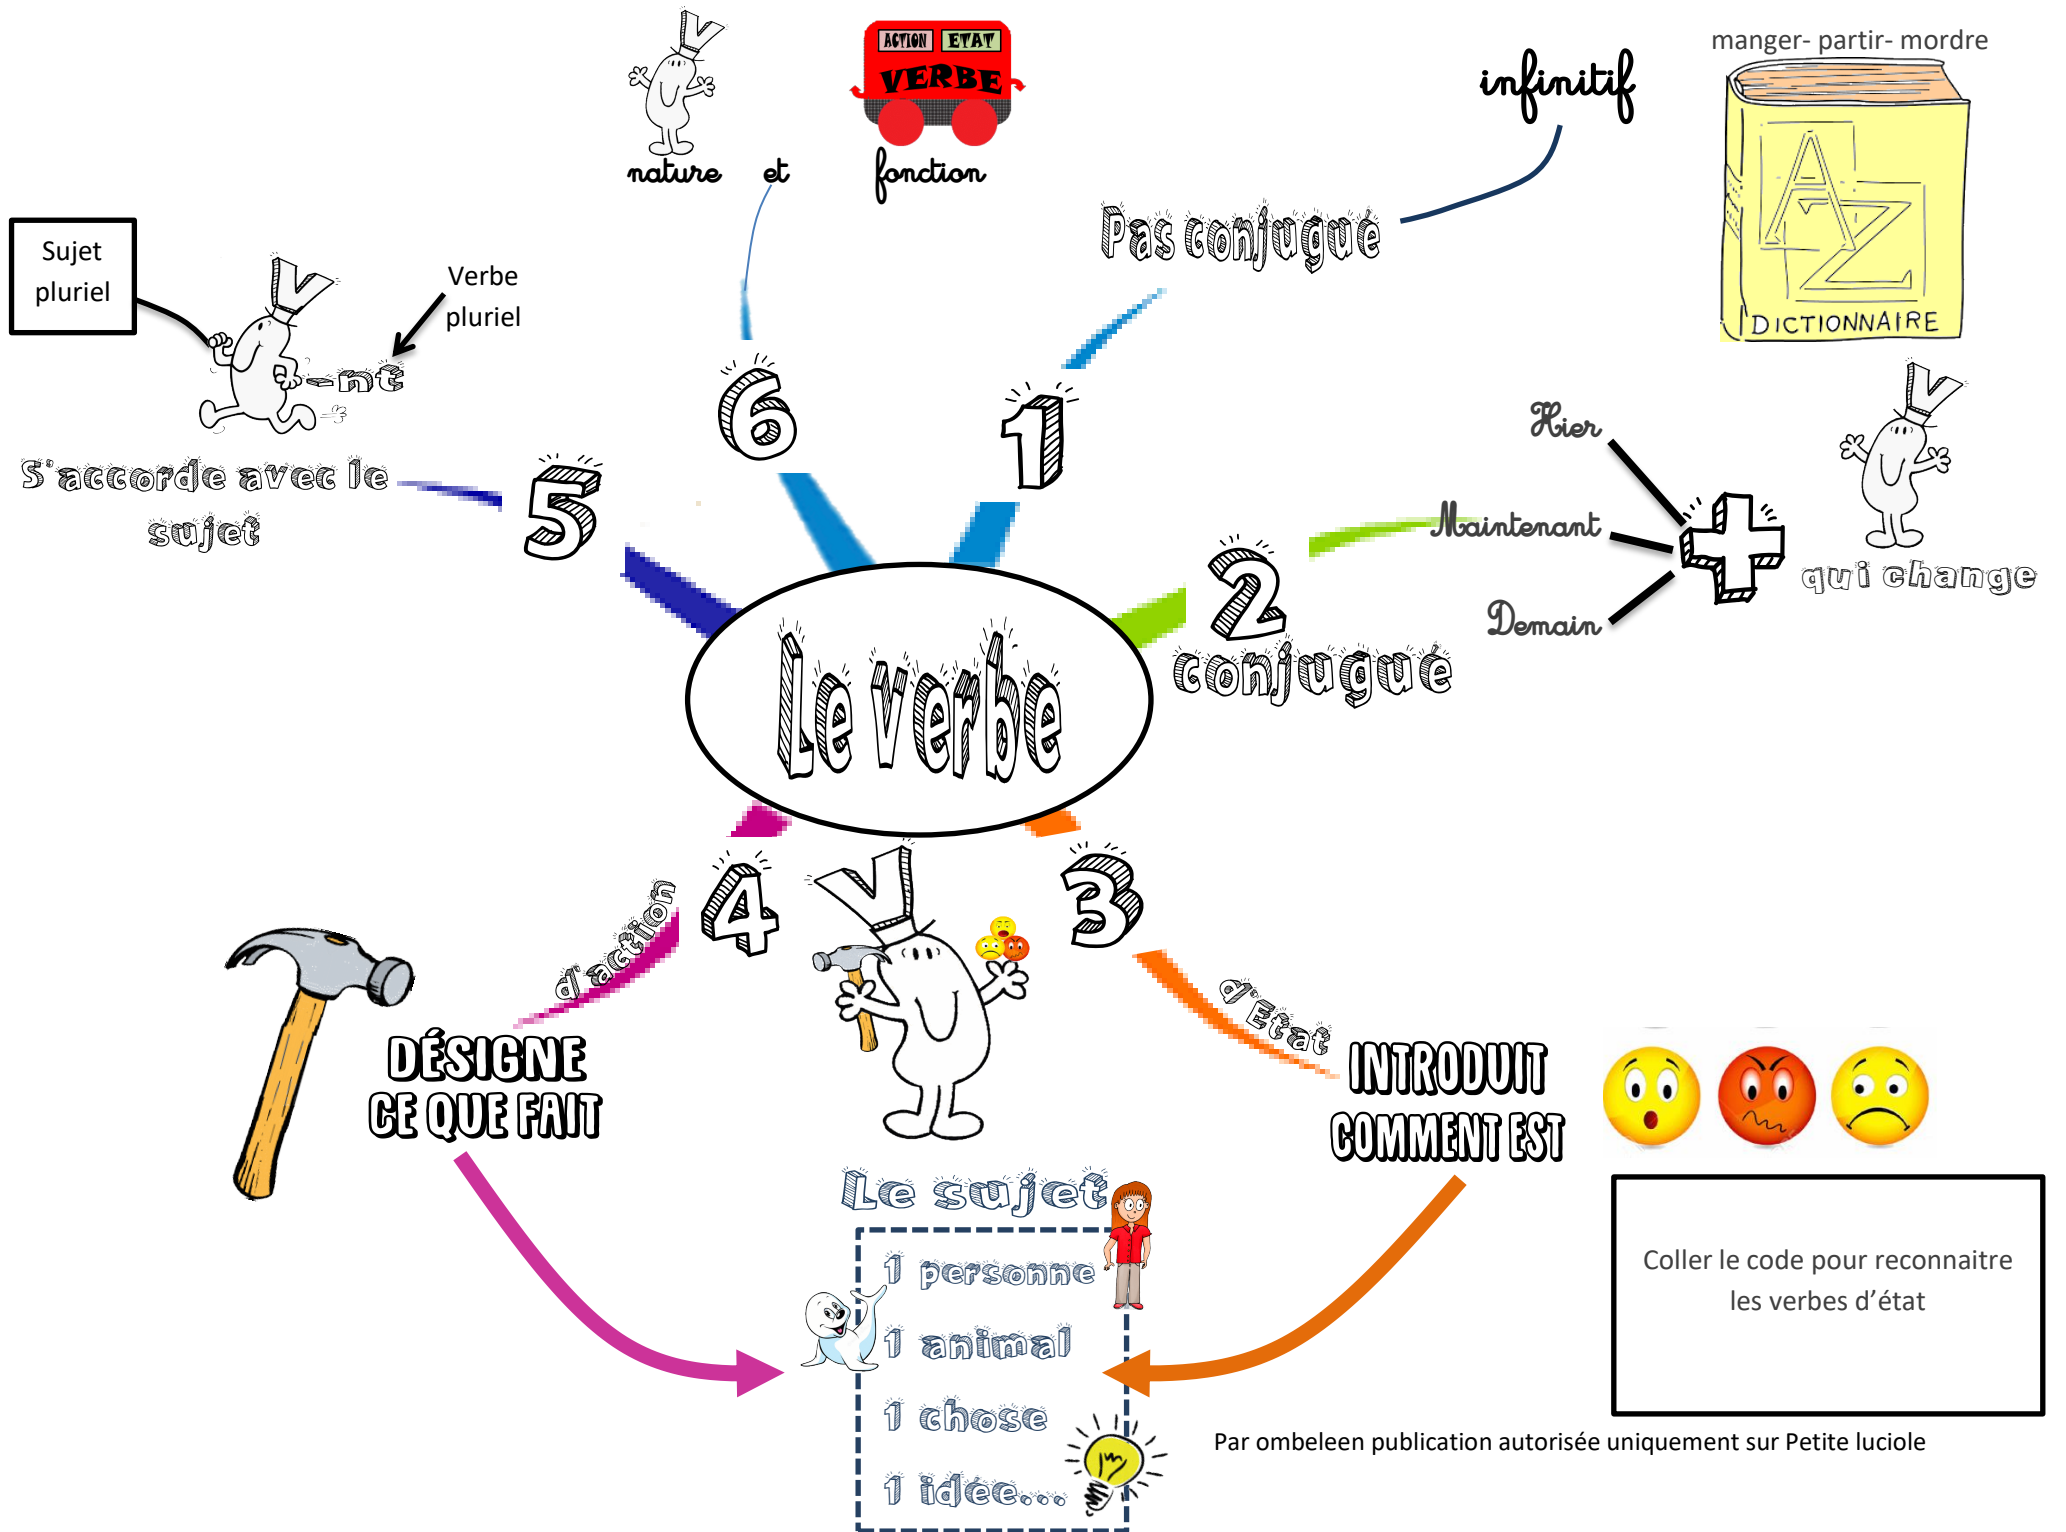 Le verbe
1
Pas conjugué
infinitif
manger- partir- mordre
A
Z
DICTIONNAIRE
2
conjugué
Hier
Maintenant
Demain
V
qui change
3
d'Etat
INTRODUIT
COMMENT EST
Coller le code pour reconnaitre
les verbes d’état
4
d'action
DÉSIGNE
CE QUE FAIT
V
Le sujet
1 personne
1 animal
1 chose
1 idée...
5
S'accorde avec le
sujet
Sujet
pluriel
V
-nt
Verbe
pluriel
6
V
nature et fonction
ACTION ETAT
VERBE
Par ombeleen publication autorisée uniquement sur Petite luciole